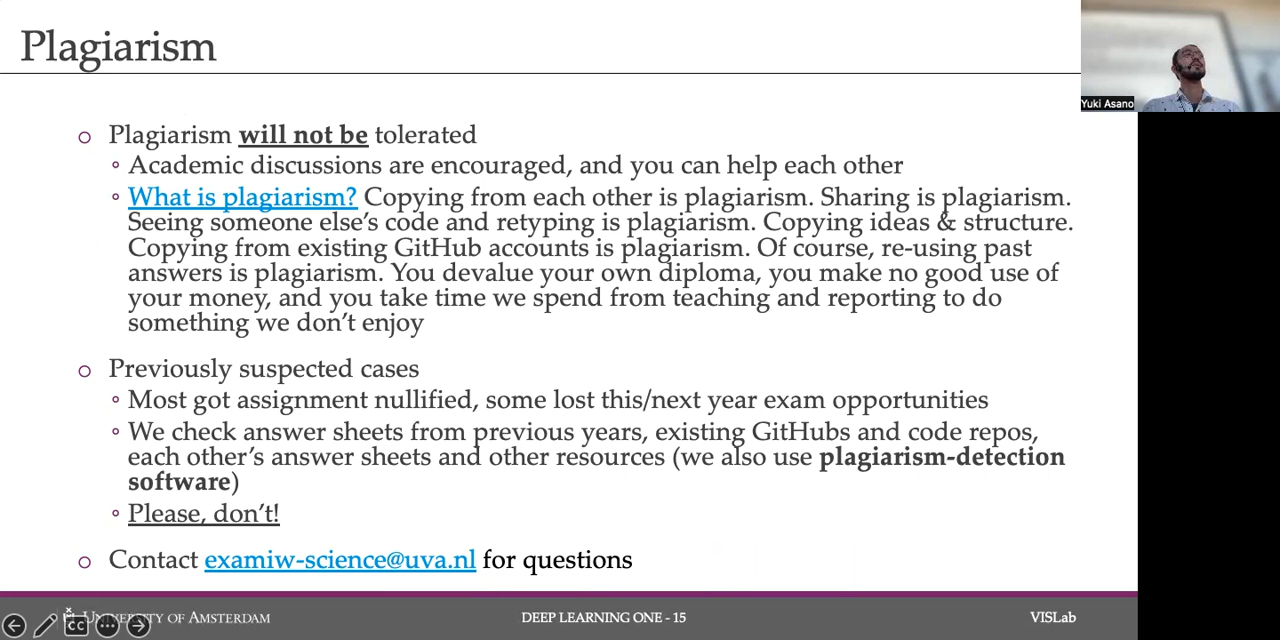 Plagiarism
Yuki Asano
Plagiarism will not be tolerated
Academic discussions are encouraged, and you can help each other
What is plagiarism? Copying from each other is plagiarism. Sharing is plagiarism.
Seeing someone else's code and retyping is plagiarism. Copying ideas & structure.
Copying from existing GitHub accounts is plagiarism. Of course, re-using past
answers is plagiarism. You devalue your own diploma, you make no good use of
your money, and you take time we spend from teaching and reporting to do
something we don't enjoy
Previously suspected cases
Most got assignment nullified, some lost this/next year exam opportunities
We check answer sheets from previous years, existing GitHubs and code repos,
each other's answer sheets and other resources (we also use plagiarism-detection
software)
Please, don't!
Contact examiw-science@uva.nl for questions
UNIVERSITY OF AMSTERDAM
DEEP LEARNING ONE - 15
VISLab
CC